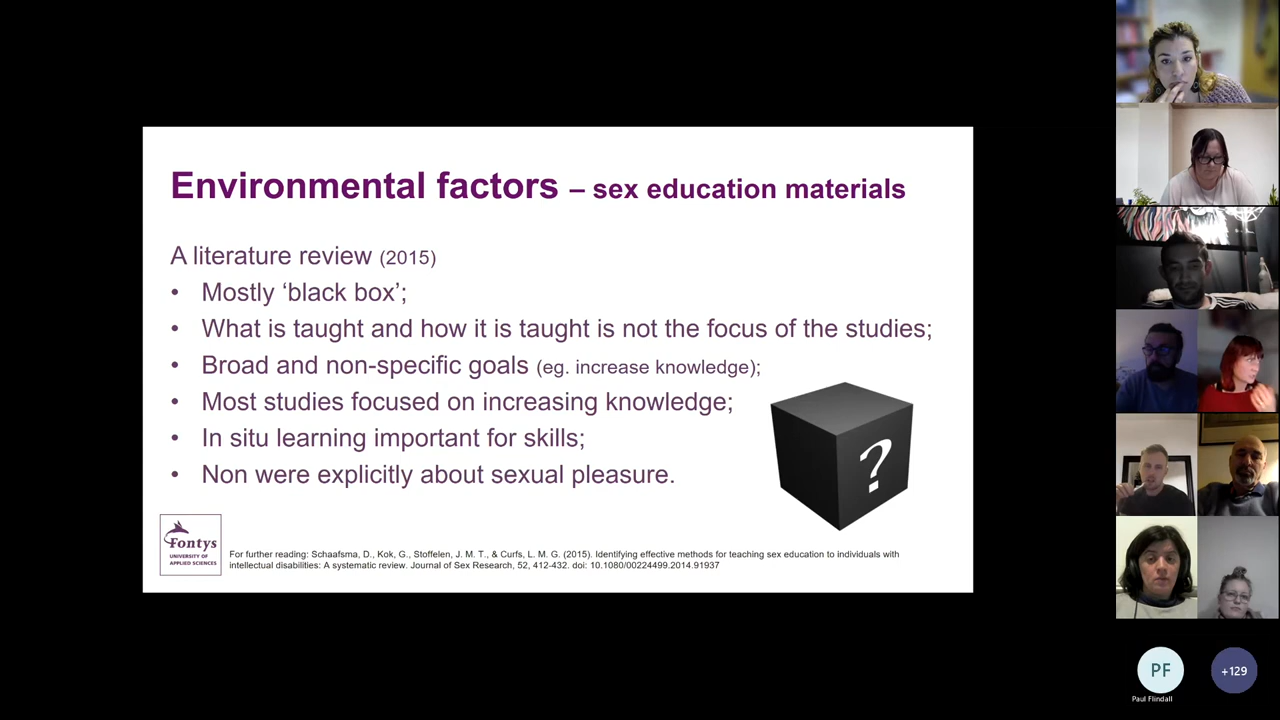 Environmental factors – sex education materials
A literature review (2015)
• Mostly ‘black box’;
• What is taught and how it is taught is not the focus of the studies;
• Broad and non-specific goals (eg. increase knowledge);
• Most studies focused on increasing knowledge;
• In situ learning important for skills;
• Non were explicitly about sexual pleasure.
?
Fontys
UNIVERSITY OF
APPLIED SCIENCES
For further reading: Schaafsma, D., Kok, G., Stoffelen, J. M. T., & Curfs, L. M. G. (2015). Identifying effective methods for teaching sex education to individuals with
intellectual disabilities: A systematic review. Journal of Sex Research, 52, 412-432. doi: 10.1080/00224499.2014.91937
PF
+129
Paul Flindall